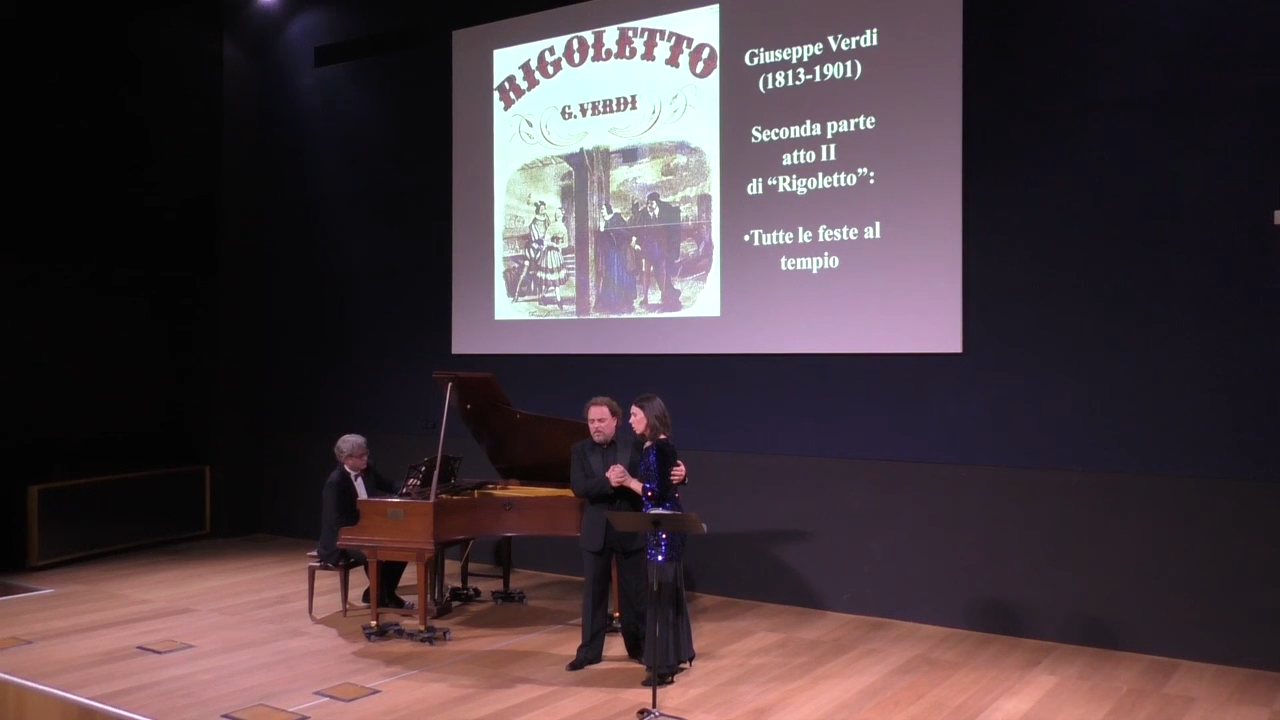 RIGOLETTO
G. VERDI
Giuseppe Verdi
(1813-1901)
Seconda parte
atto II
di “Rigoletto”:
•Tutte le feste al
tempio